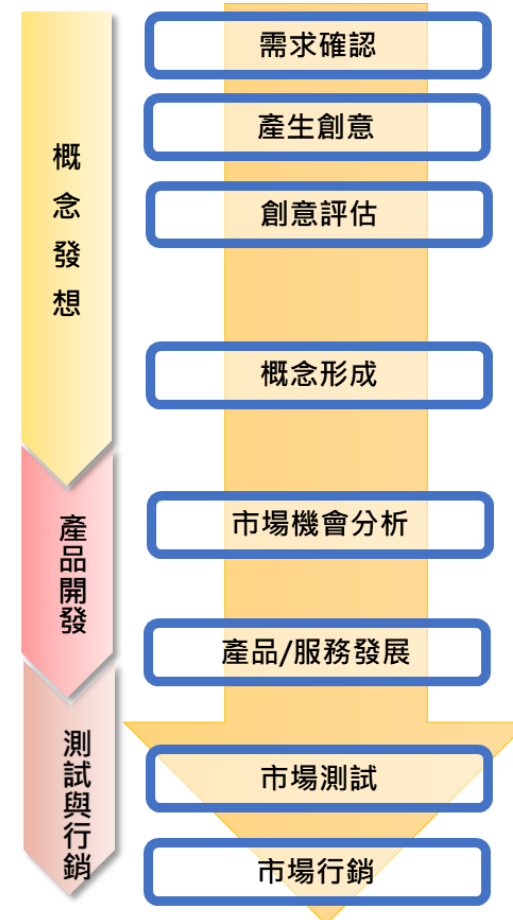 概念發想
需求確認
產生創意
創意評估
概念形成
產品開發
市場機會分析
產品/服務發展
測試與行銷
市場測試
市場行銷